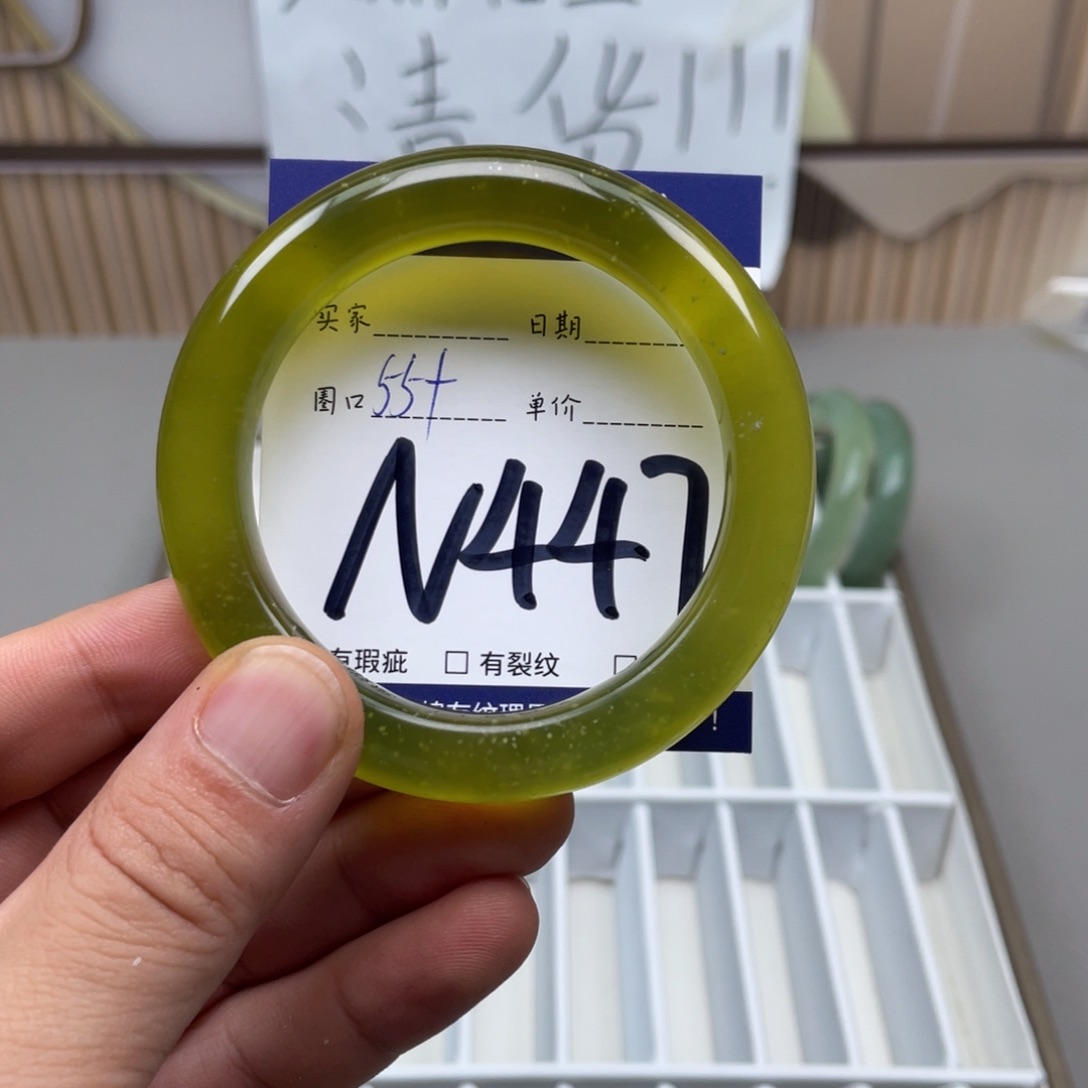 清货!!!
买家 日期
圈口 55+ 单价
N447
有瑕疵 □ 有裂纹 □
!